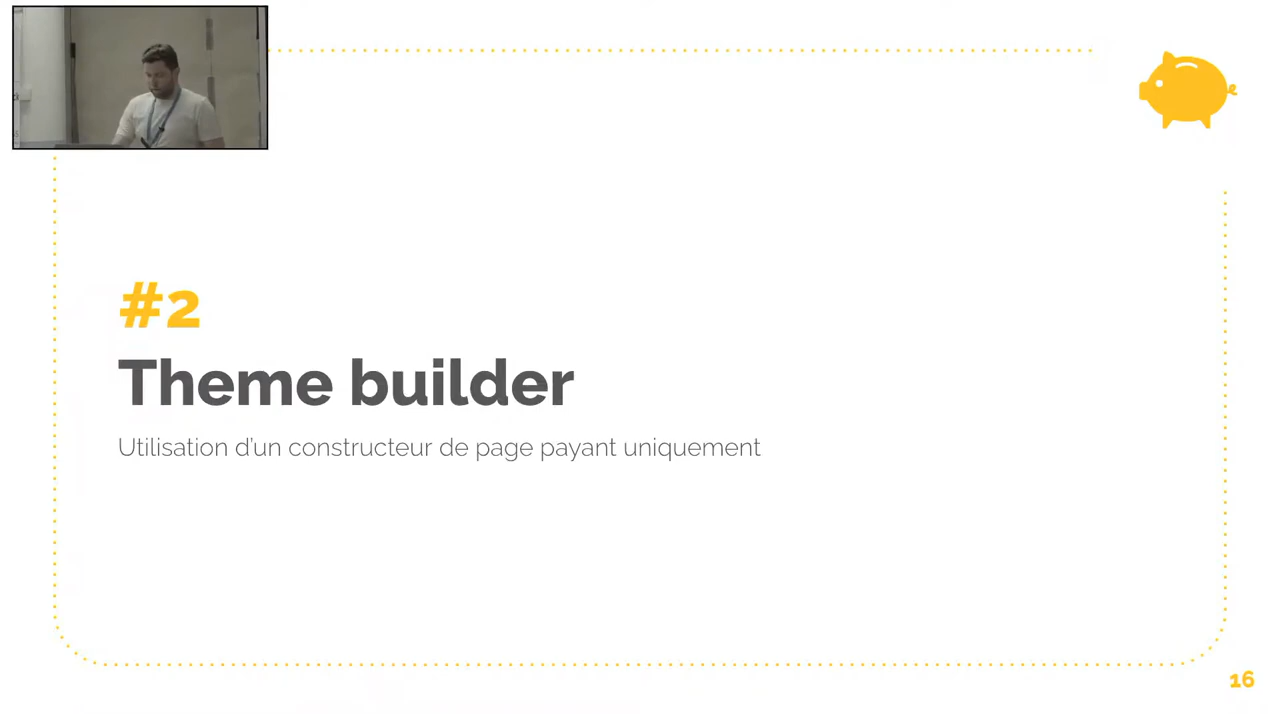 #2
Theme builder
Utilisation d'un constructeur de page payant uniquement
16